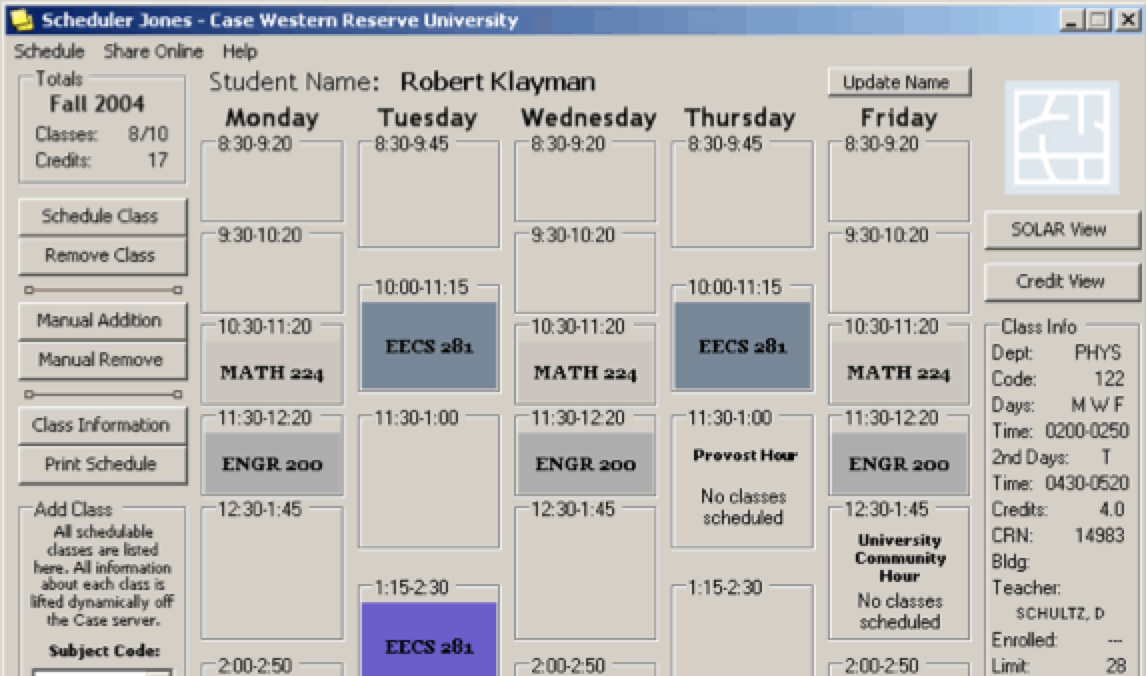 Scheduler Jones - Case Western Reserve University
Schedule Share Online Help
Totals
Fall 2004
Classes: 8/10
Credits: 17
Schedule Class
Remove Class
Manual Addition
Manual Remove
Class Information
Print Schedule
Add Class
All schedulable
classes are listed
here. All information
about each class is
lifted dynamically off
the Case server.
Subject Code:
Student Name: Robert Klayman
Update Name
Monday
8:30-9:20
9:30-10:20
10:30-11:20
MATH 224
11:30-12:20
ENGR 200
12:30-1:45
2:00-2:50
Tuesday
8:30-9:45
10:00-11:15
EECS 281
11:30-1:00
1:15-2:30
EECS 281
Wednesday
8:30-9:20
9:30-10:20
10:30-11:20
MATH 224
11:30-12:20
ENGR 200
12:30-1:45
2:00-2:50
Thursday
8:30-9:45
10:00-11:15
EECS 281
11:30-1:00
Provost Hour
No classes
scheduled
1:15-2:30
Friday
8:30-9:20
9:30-10:20
10:30-11:20
MATH 224
11:30-12:20
ENGR 200
12:30-1:45
University
Community
Hour
No classes
scheduled
2:00-2:50
SOLAR View
Credit View
Class Info
Dept: PHYS
Code: 122
Days: M W F
Time: 0200-0250
2nd Days: T
Time: 0430-0520
Credits: 4.0
CRN: 14983
Bldg:
Teacher:
SCHULTZ, D
Enrolled: ---
Limit: 28